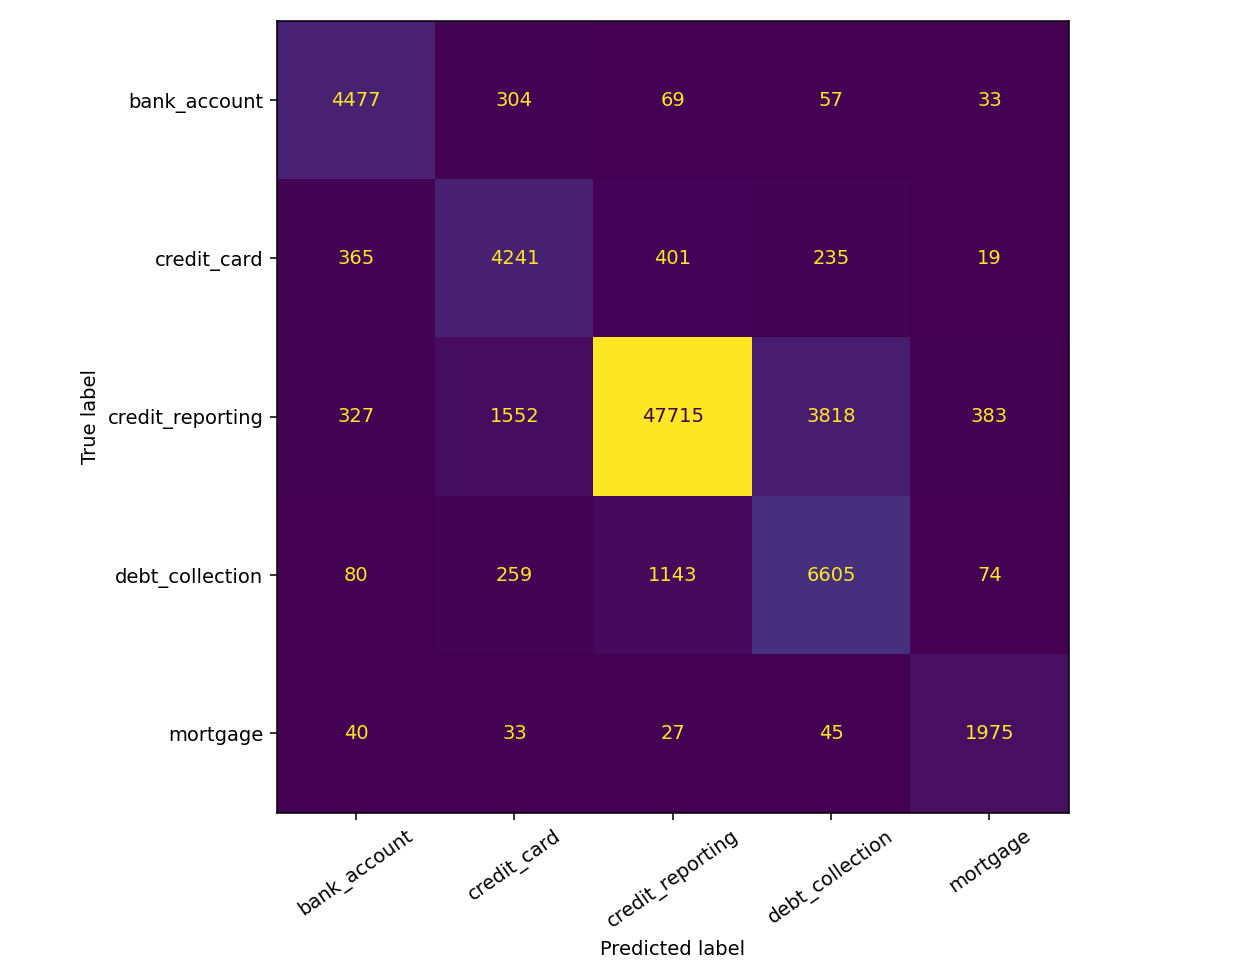 bank_account 4477 304 69 57 33
credit_card 365 4241 401 235 19
True label
credit_reporting 327 1552 47715 3818 383
debt_collection 80 259 1143 6605 74
mortgage 40 33 27 45 1975
bank_account credit_card credit_reporting debt_collection mortgage
Predicted label